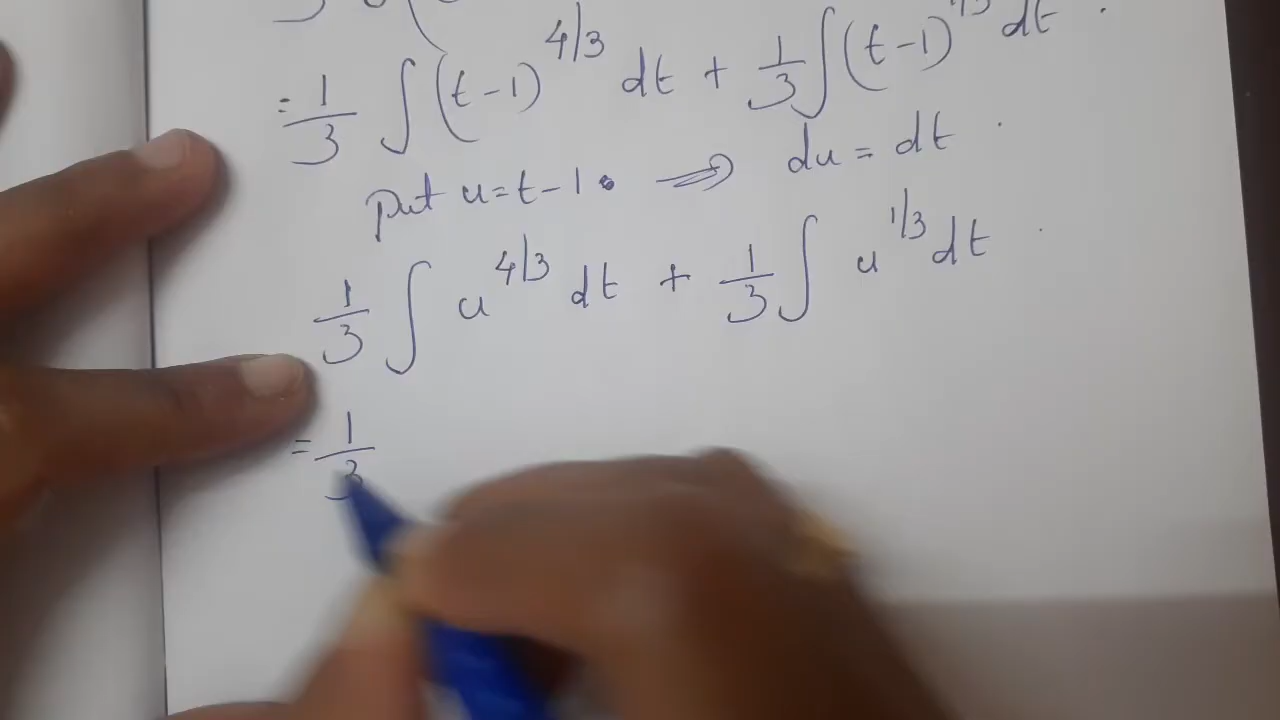 = 1/3 ∫ (t-1)^4/3 dt + 1/3 ∫ (t-1)^1/3 dt
Put u = t-1 ⟹ du = dt
1/3 ∫ u^4/3 dt + 1/3 ∫ u^1/3 dt
= 1/3